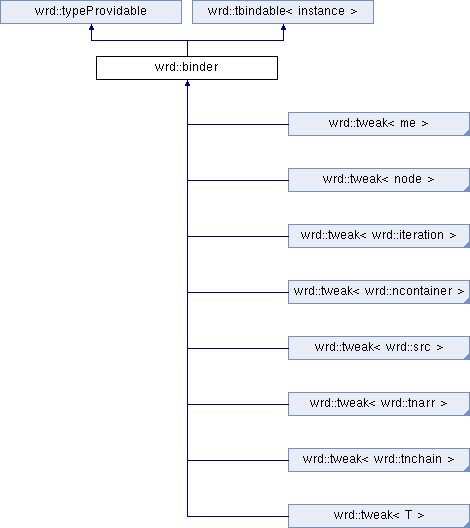 wrd::typeProvidable
wrd::tbindable< instance >
wrd::binder
wrd::tweak< me >
wrd::tweak< node >
wrd::tweak< wrd::iteration >
wrd::tweak< wrd::ncontainer >
wrd::tweak< wrd::src >
wrd::tweak< wrd::tnarr >
wrd::tweak< wrd::tnchain >
wrd::tweak< T >